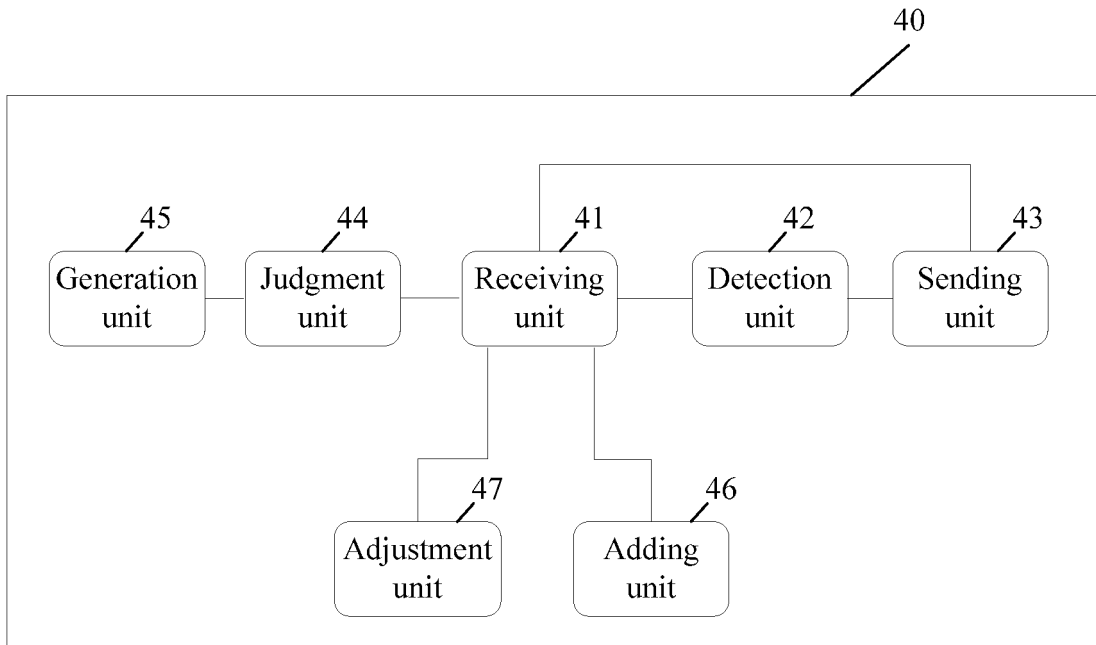 40
45
44
41
42
43
Generation
unit
Judgment
unit
Receiving
unit
Detection
unit
Sending
unit
47
46
Adjustment
unit
Adding
unit